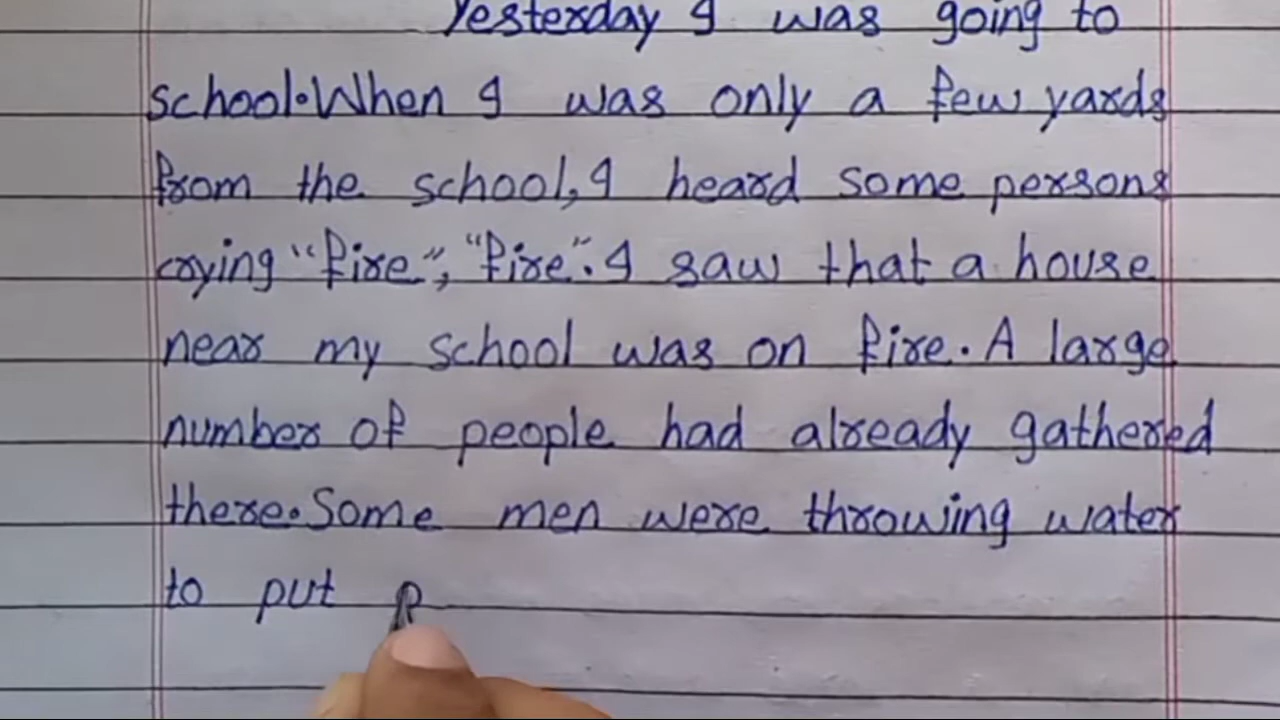 Yesterday I was going to
school.When I was only a few yards
from the school, I heard some persons
crying "fire", "fire". I saw that a house
near my school was on fire. A large
number of people had already gathered
there. Some men were throwing water
to put